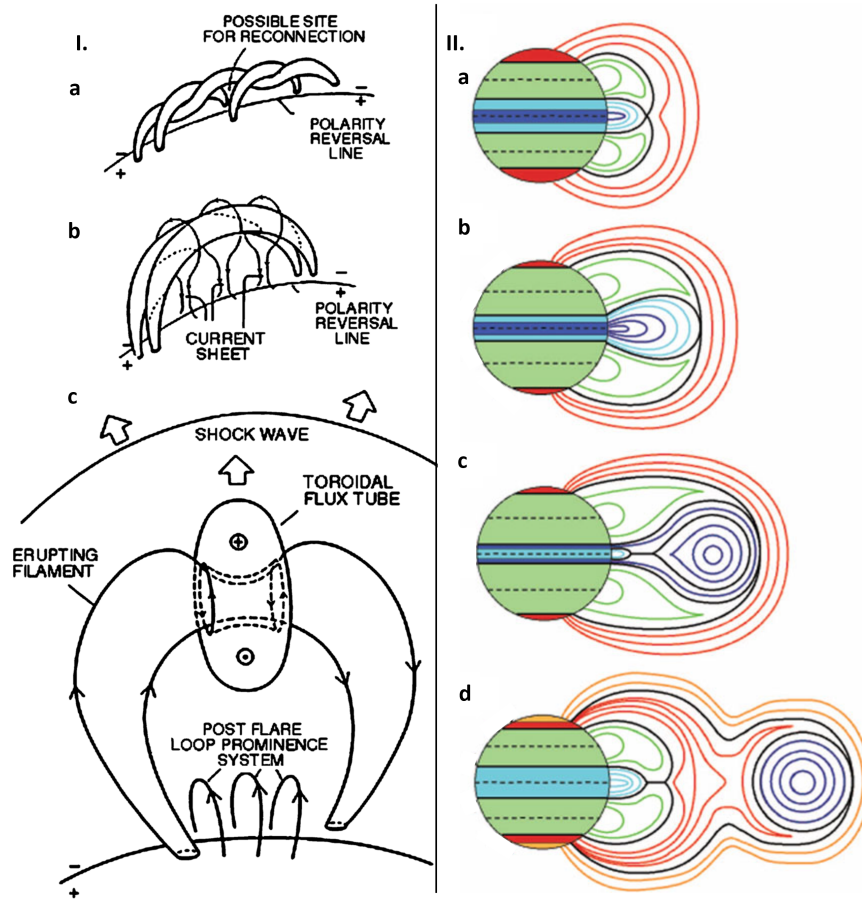 I.
POSSIBLE SITE
FOR RECONNECTION
a
−
+
POLARITY
REVERSAL
LINE
−
+
b
−
+
POLARITY
REVERSAL
LINE
CURRENT
SHEET
−
+
c
SHOCK WAVE
TOROIDAL
FLUX TUBE
ERUPTING
FILAMENT
+
POST FLARE
LOOP PROMINENCE
SYSTEM
−
+
II.
a
b
c
d